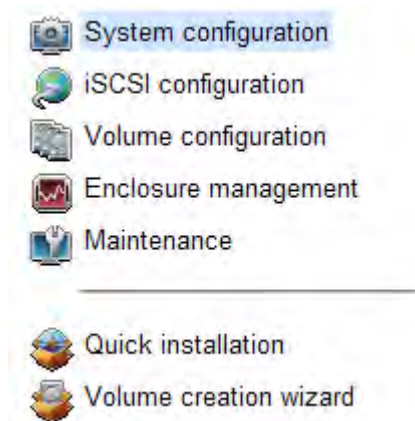 System configuration
iSCSI configuration
Volume configuration
Enclosure management
Maintenance
Quick installation
Volume creation wizard